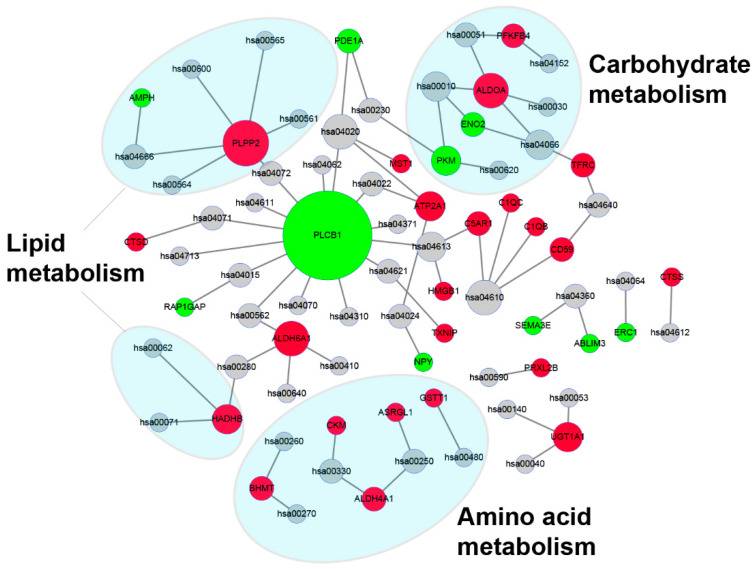 hsa00051
PFKFB4
hsa00565
PDE1A
hsa04152
hsa00600
Carbohydrate
metabolism
hsa00010
ALDOA
AMPH
hsa00030
hsa00230
hsa00561
ENO2
hsa04020
PLPP2
hsa04066
hsa04666
PKM
hsa04062
MST1
hsa00620
TFRC
hsa04072
hsa00564
hsa04022
hsa04611
ATP2A1
C1QC
hsa04640
hsa04071
hsa04371
C5AR1
C1QB
CTSD
PLCB1
Lipid
metabolism
hsa04613
CD59
hsa04713
hsa04015
hsa04621
HMGB1
hsa04610
hsa04064
CTSS
hsa04360
RAP1GAP
hsa04070
hsa00562
hsa04310
hsa04024
SEMA3E
ERC1
hsa04612
TXNIP
ALDH6A1
ABLIM3
hsa00062
NPY
hsa00280
hsa00410
PPXL2B
hsa00590
hsa00640
hsa00053
GSTT1
hsa00140
ASRGL1
HADHB
hsa00071
CKM
UGT1A1
hsa00260
hsa00480
hsa00250
hsa00040
hsa00330
BHMT
ALDH4A1
hsa00270
Amino acid
metabolism